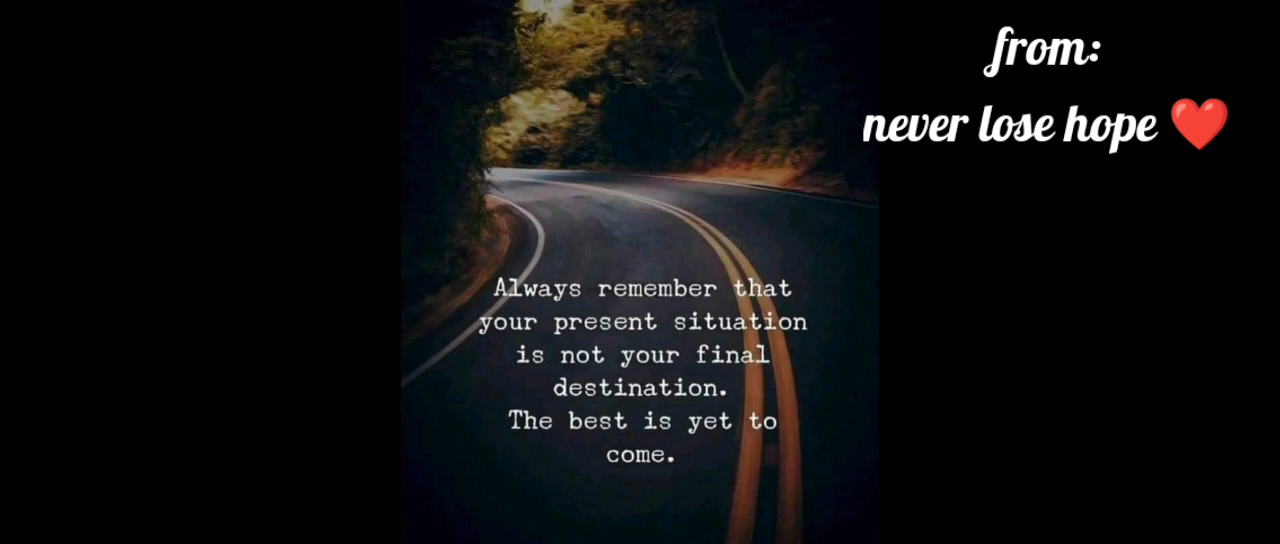 from:
never lose hope ❤️
Always remember that
your present situation
is not your final
destination.
The best is yet to
come.